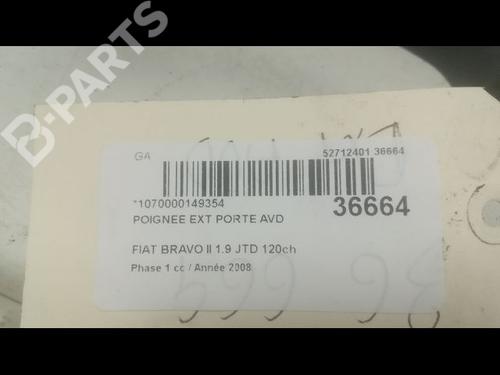 B-PARTS
GA 52712401 36664
*1070000149354 36664
POIGNEE EXT PORTE AVD
FIAT BRAVO II 1.9 JTD 120ch
Phase 1 cc / Année 2008